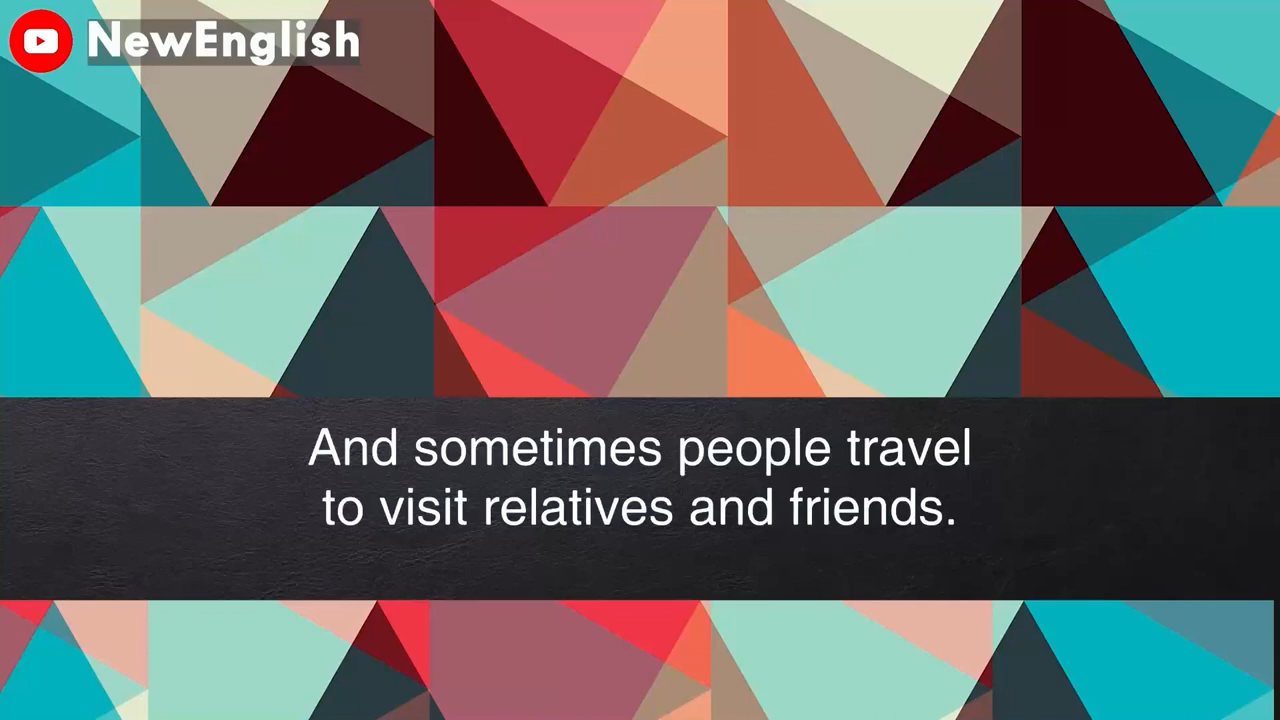 NewEnglish
And sometimes people travel
to visit relatives and friends.